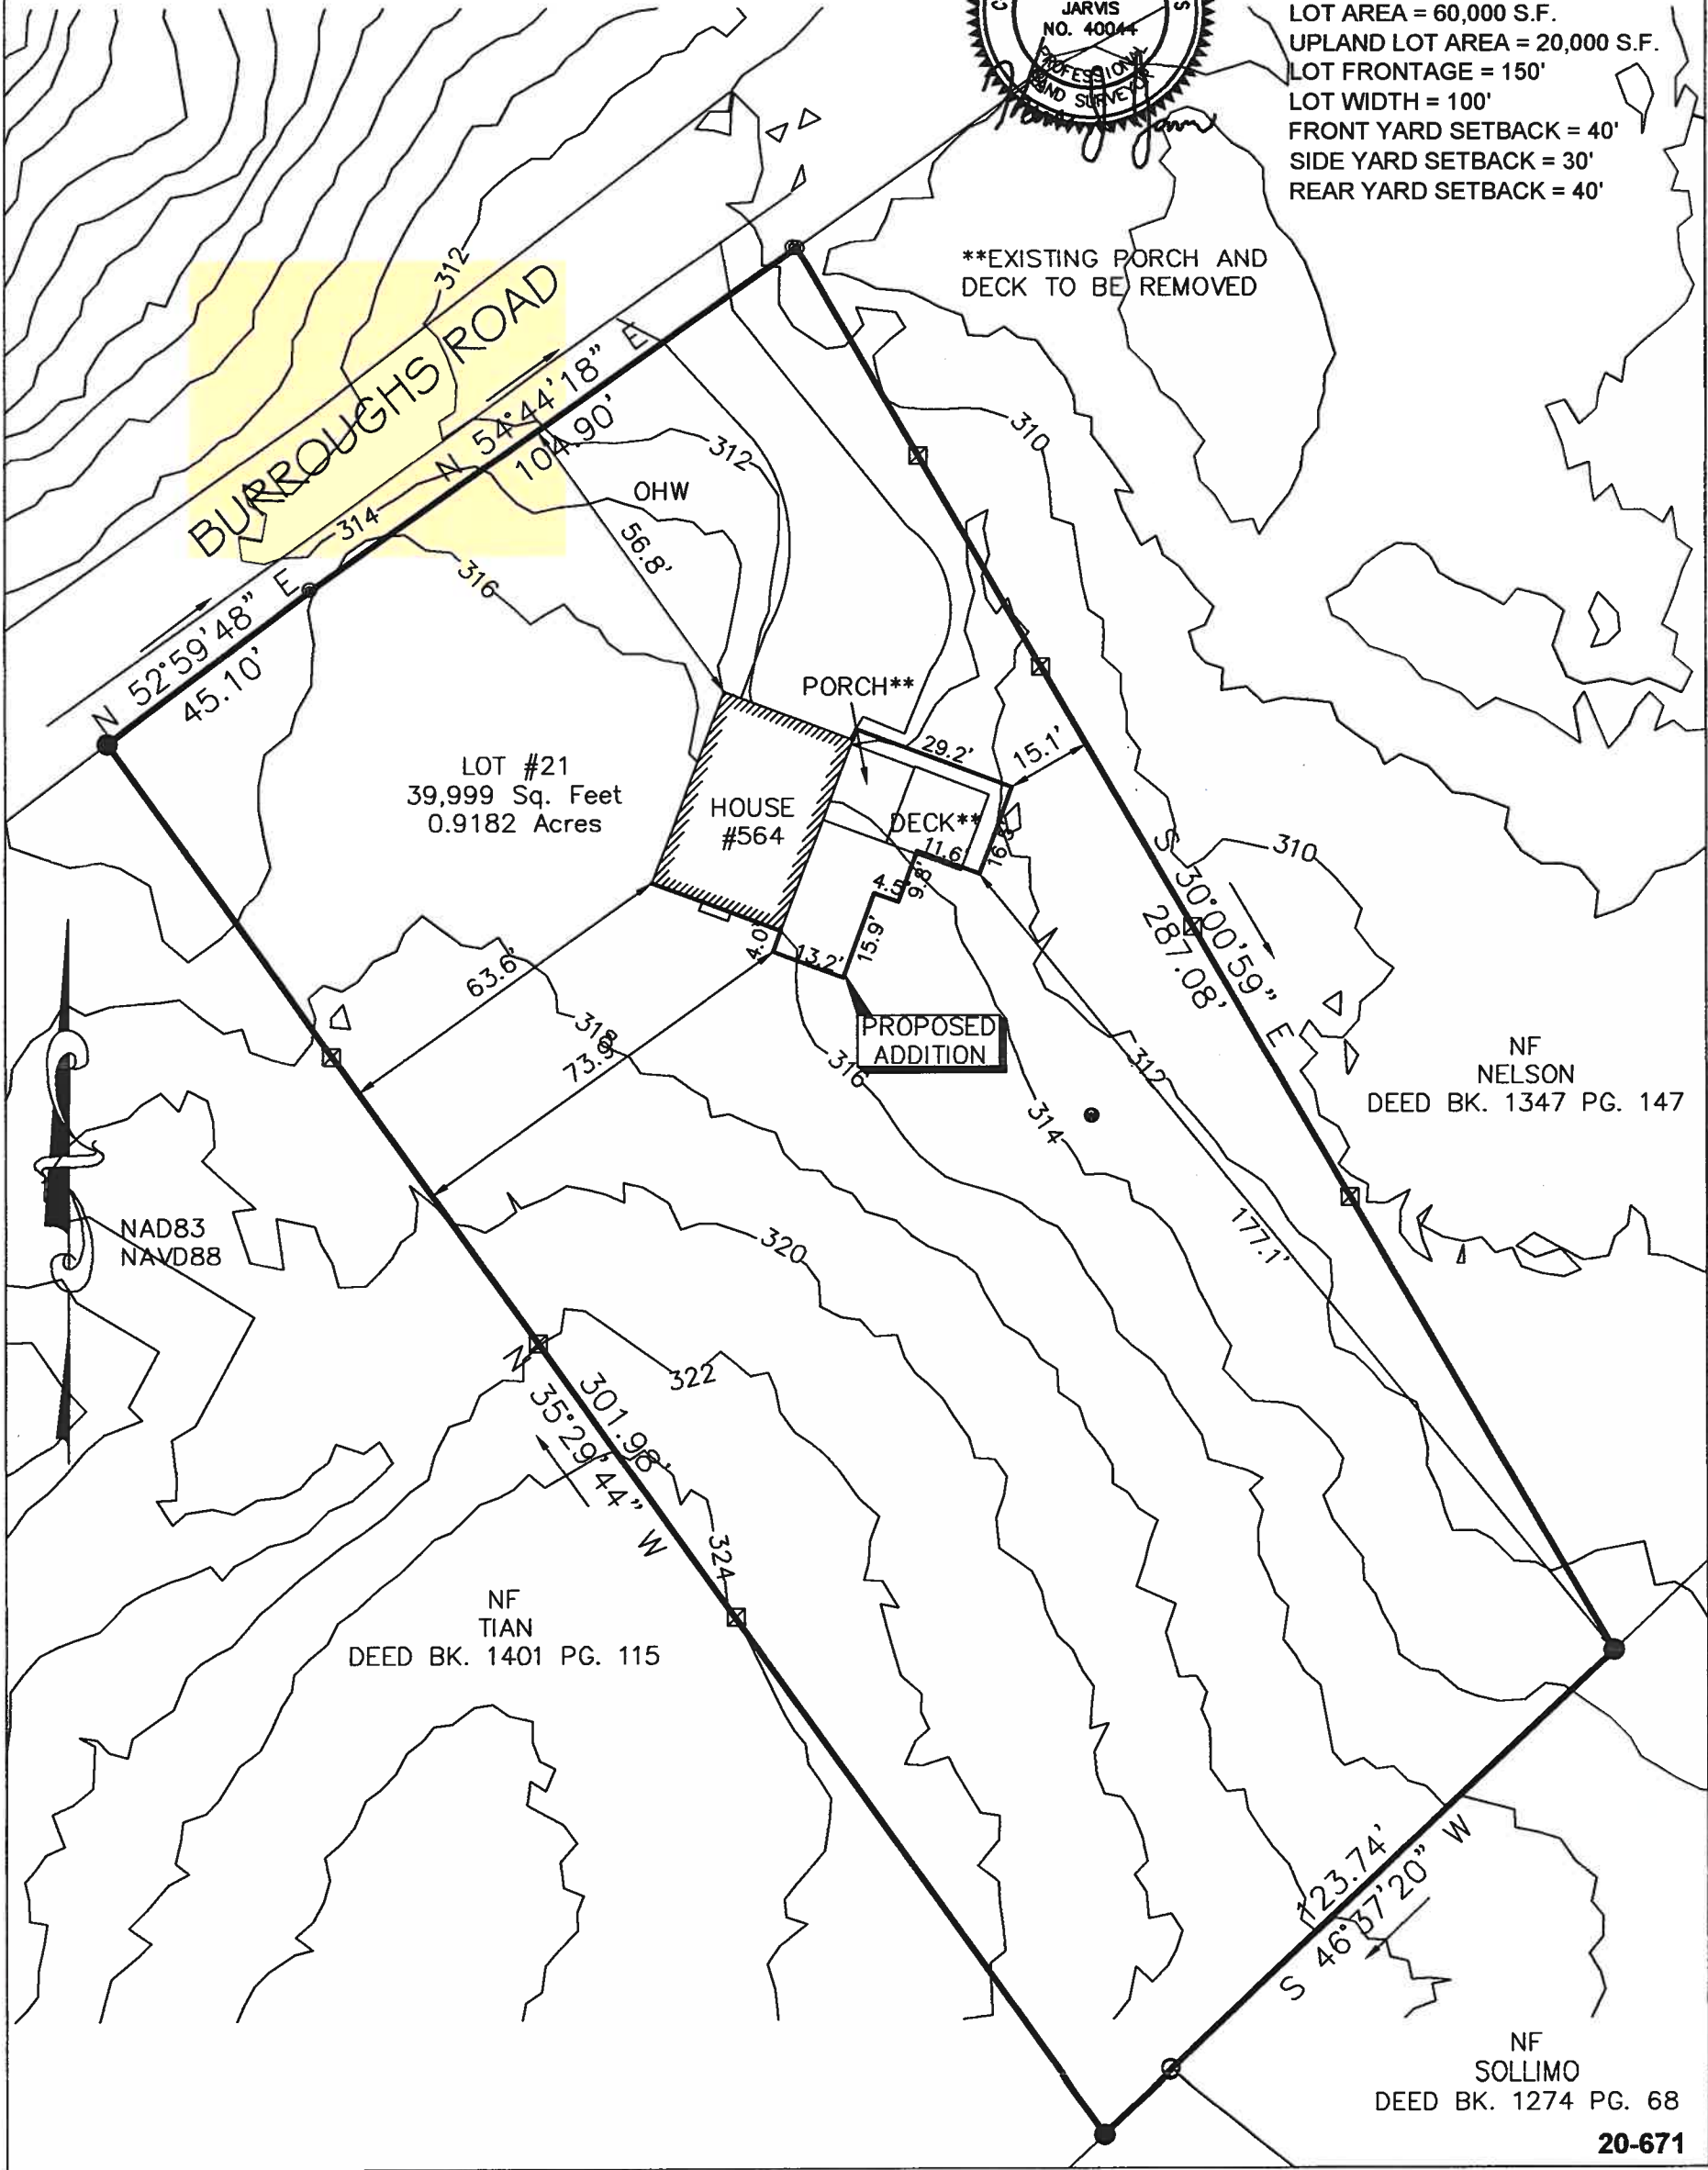 JARVIS
NO. 40044
PROFESSIONAL
LAND SURVEYOR
LOT AREA = 60,000 S.F.
UPLAND LOT AREA = 20,000 S.F.
LOT FRONTAGE = 150'
LOT WIDTH = 100'
FRONT YARD SETBACK = 40'
SIDE YARD SETBACK = 30'
REAR YARD SETBACK = 40'
**EXISTING PORCH AND
DECK TO BE REMOVED
312
BURROUGHS ROAD
N 54°44'18" E
104.90'
314
316
312
OHW
56.8'
310
N 52°59'48" E
45.10'
PORCH**
29.2'
15.1'
LOT #21
39,999 Sq. Feet
0.9182 Acres
HOUSE
#564
DECK**
11.6'
4.5'
9.8'
15.9'
4.0'
13.2'
S 30°00'59" E
287.08'
310
63.6'
73.9'
318
316
PROPOSED
ADDITION
312
314
NF
NELSON
DEED BK. 1347 PG. 147
NAD83
NAVD88
320
177.1'
322
301.98'
N 35°29'44" W
324
NF
TIAN
DEED BK. 1401 PG. 115
123.74'
S 46°37'20" W
NF
SOLLIMO
DEED BK. 1274 PG. 68
20-671